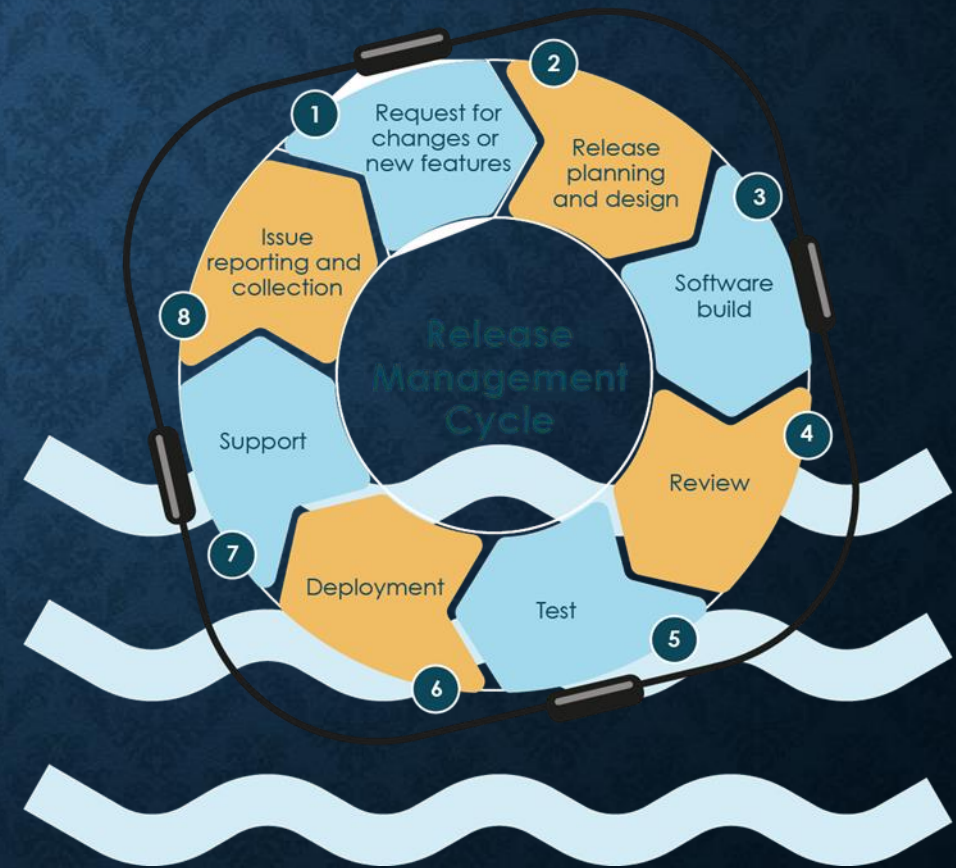 1
Request for
changes or
new features
2
Release
planning
and design
3
Software
build
4
Review
5
Test
6
Deployment
7
Support
8
Issue
reporting and
collection
Release
Management
Cycle